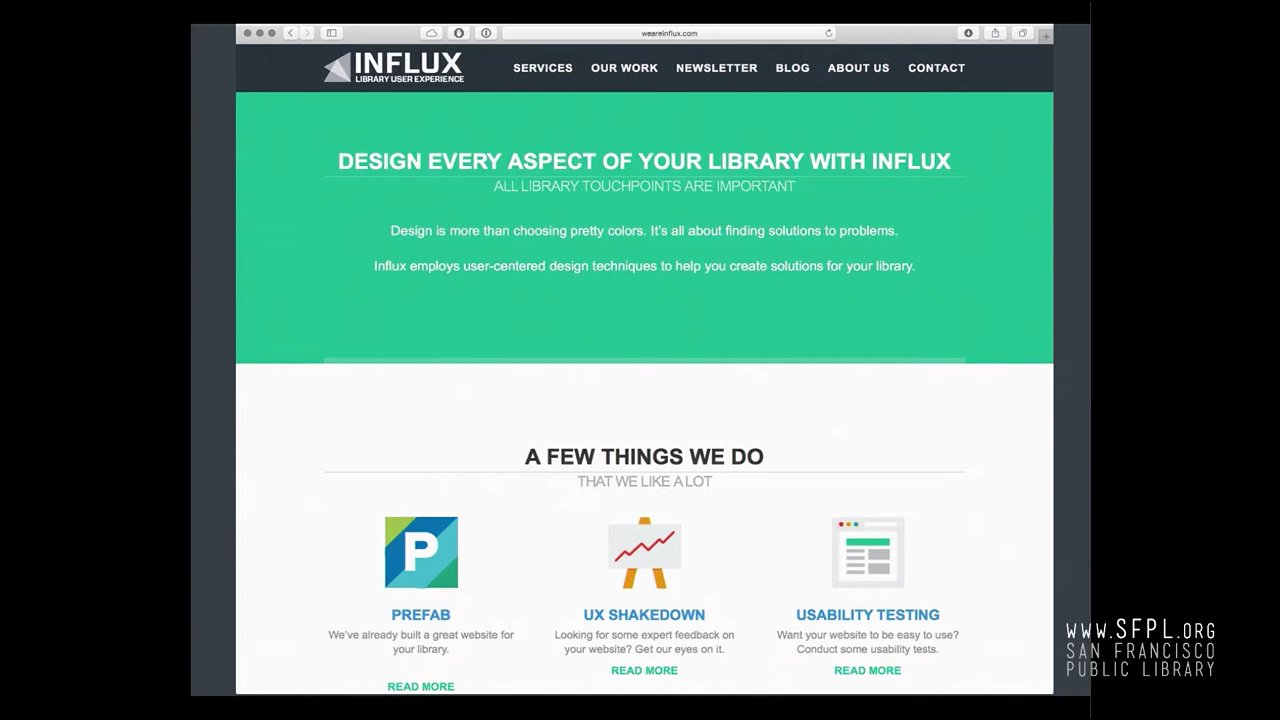 weareinflux.com
INFLUX
LIBRARY USER EXPERIENCE
SERVICES OUR WORK NEWSLETTER BLOG ABOUT US CONTACT
DESIGN EVERY ASPECT OF YOUR LIBRARY WITH INFLUX
ALL LIBRARY TOUCHPOINTS ARE IMPORTANT
Design is more than choosing pretty colors. It's all about finding solutions to problems.
Influx employs user-centered design techniques to help you create solutions for your library.
A FEW THINGS WE DO
THAT WE LIKE A LOT
P
PREFAB
We've already built a great website for
your library.
READ MORE
UX SHAKEDOWN
Looking for some expert feedback on
your website? Get our eyes on it.
READ MORE
USABILITY TESTING
Want your website to be easy to use?
Conduct some usability tests.
READ MORE
www.SFPL.ORG
SAN FRANCISCO
PUBLIC LIBRARY